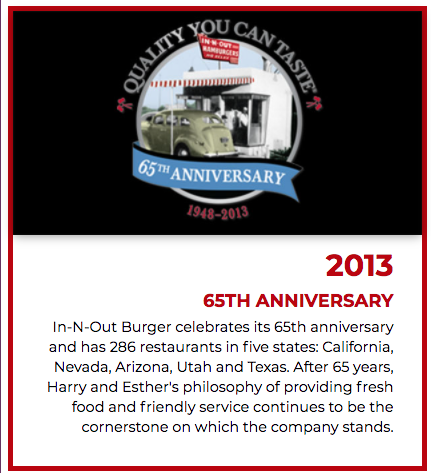 QUALITY YOU CAN TASTE
IN-N-OUT
HAMBURGERS
65TH ANNIVERSARY
1948-2013
2013
65TH ANNIVERSARY
In-N-Out Burger celebrates its 65th anniversary
and has 286 restaurants in five states: California,
Nevada, Arizona, Utah and Texas. After 65 years,
Harry and Esther's philosophy of providing fresh
food and friendly service continues to be the
cornerstone on which the company stands.